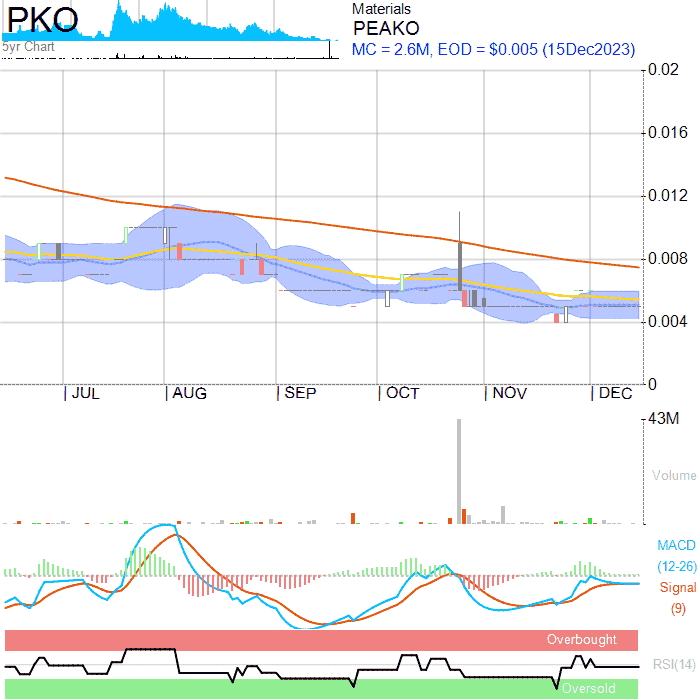 PKO
5yr Chart
Materials
PEAKO
MC = 2.6M, EOD = $0.005 (15Dec2023)
0.02
0.016
0.012
0.008
0.004
0
JUL
AUG
SEP
OCT
NOV
DEC
43M
Volume
MACD
(12-26)
Signal
(9)
Overbought
RSI(14)
Oversold